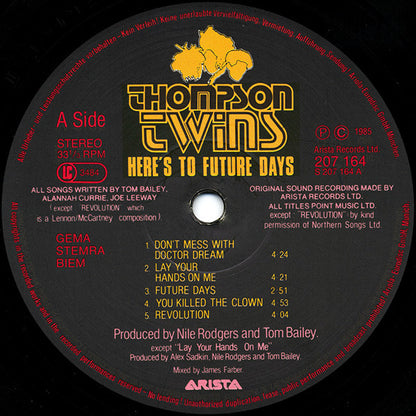 THOMPSON
TWINS
HERE'S TO FUTURE DAYS
A Side
STEREO
33⅓ RPM
LC 3484
ALL SONGS WRITTEN BY TOM BAILEY,
ALANNAH CURRIE, JOE LEEWAY
(except REVOLUTION which
is a Lennon/McCartney composition)
GEMA
STEMRA
BIEM
Ⓟ Ⓒ 1985
Arista Records Ltd
207 164
S 207 164 A
ORIGINAL SOUND RECORDING MADE BY
ARISTA RECORDS LTD.
ALL TITLES POINT MUSIC LTD.
except "REVOLUTION" by kind
permission of Northern Songs Ltd.
1. DON'T MESS WITH
DOCTOR DREAM 4:24
2. LAY YOUR
HANDS ON ME 4:21
3. FUTURE DAYS 2:51
4. YOU KILLED THE CLOWN 4:53
5. REVOLUTION 4:04
Produced by Nile Rodgers and Tom Bailey.
except "Lay Your Hands On Me"
Produced by Alex Sadkin, Nile Rodgers and Tom Bailey.
Mixed by James Farber.
ARISTA